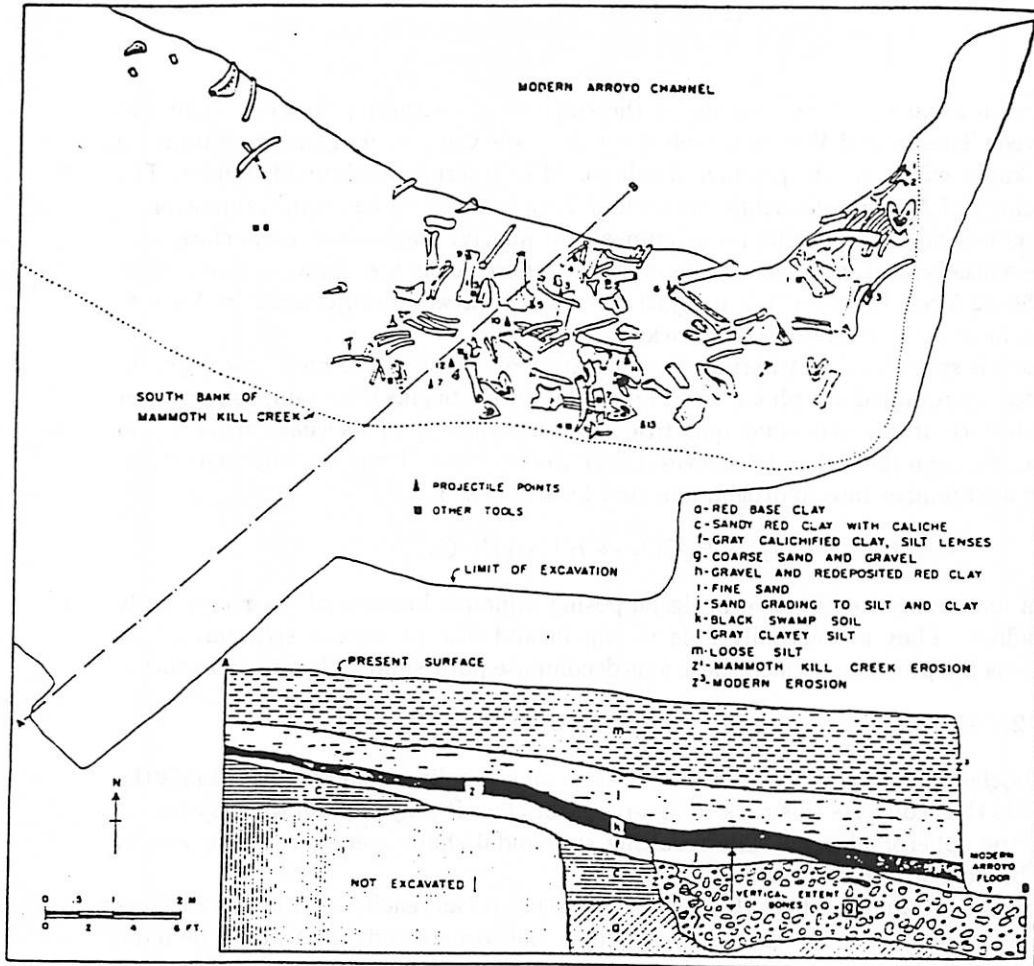 MODERN ARROYO CHANNEL
B
SOUTH BANK OF
MAMMOTH KILL CREEK
PROJECTILE POINTS
OTHER TOOLS
LIMIT OF EXCAVATION
a-RED BASE CLAY
c-SANDY RED CLAY WITH CALICHE
f-GRAY CALICHIFIED CLAY, SILT LENSES
g-COARSE SAND AND GRAVEL
h-GRAVEL AND REDEPOSITED RED CLAY
i-FINE SAND
j-SAND GRADING TO SILT AND CLAY
k-BLACK SWAMP SOIL
l-GRAY CLAYEY SILT
m-LOOSE SILT
Z¹-MAMMOTH KILL CREEK EROSION
Z³-MODERN EROSION
A
A
PRESENT SURFACE
m
Z³
N
c
Z
l
k
j
c
NOT EXCAVATED
VERTICAL EXTENT
OF BONES
g
MODERN
ARROYO
FLOOR
B
a
0 .5 2 M
0 2 4 6 FT.